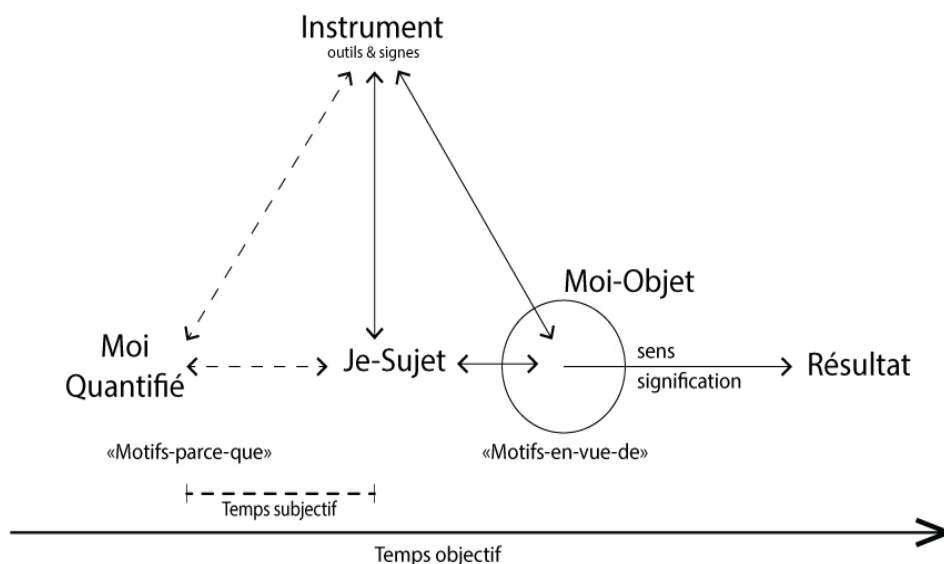 Instrument
outils & signes
Moi-Objet
Moi
Quantifié
Je-Sujet
sens
signification
Résultat
«Motifs-parce-que»
«Motifs-en-vue-de»
Temps subjectif
Temps objectif